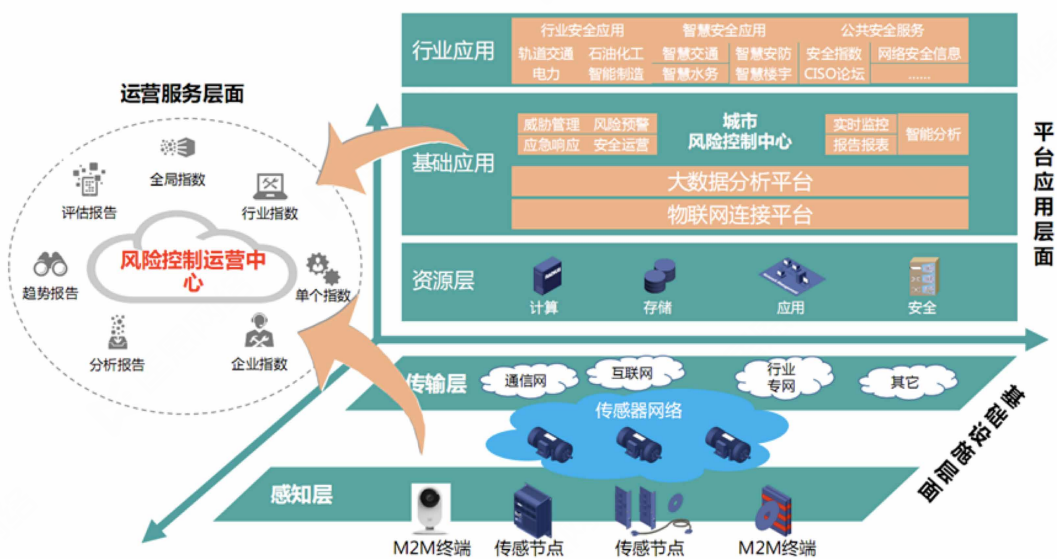 运营服务层面
全局指数
评估报告
行业指数
风险控制运营中
心
趋势报告
单个指数
分析报告
企业指数
行业应用
行业安全应用
智慧安全应用
公共安全服务
轨道交通 石油化工 智慧交通 智慧安防 安全指数 网络安全信息
电力 智能制造 智慧水务 智慧楼宇 CISO论坛 ……
基础应用
威胁管理 风险预警
应急响应 安全运营
城市
风险控制中心
实时监控
报告报表
智能分析
大数据分析平台
物联网连接平台
资源层
计算 存储 应用 安全
平台应用层面
传输层
通信网
互联网
行业
专网
其它
传感器网络
基础设施层面
感知层
M2M终端 传感节点 传感节点 M2M终端